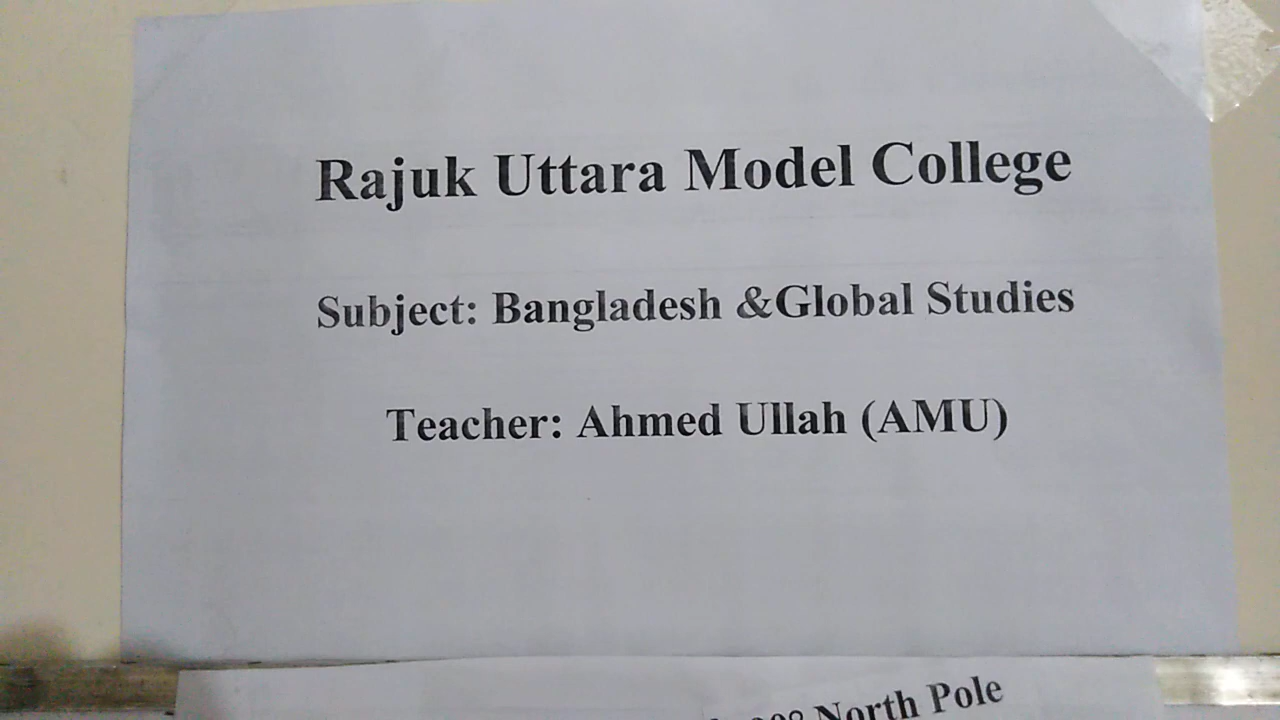 Rajuk Uttara Model College
Subject: Bangladesh &Global Studies
Teacher: Ahmed Ullah (AMU)
North Pole